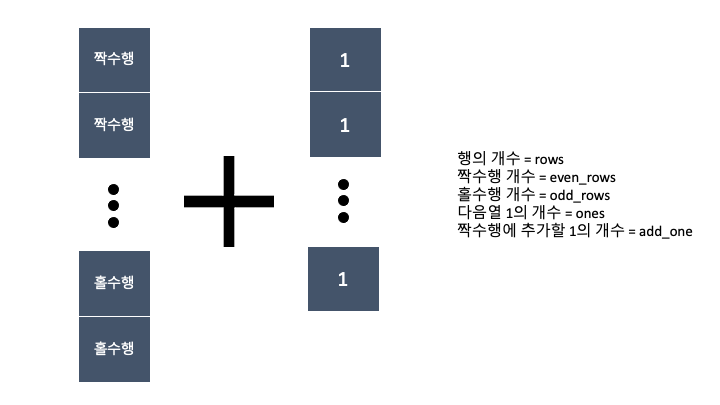 짝수행
짝수행
홀수행
홀수행
1
1
1
행의 개수 = rows
짝수행 개수 = even_rows
홀수행 개수 = odd_rows
다음열 1의 개수 = ones
짝수행에 추가할 1의 개수 = add_one